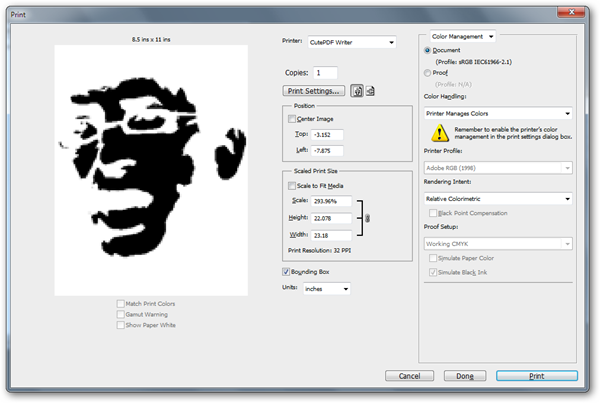 Print
8.5 ins x 11 ins
Match Print Colors
Gamut Warning
Show Paper White
Printer: CutePDF Writer
Copies: 1
Print Settings...
Position
Center Image
Top: -3.152
Left: -7.875
Scaled Print Size
Scale to Fit Media
Scale: 293.96%
Height: 22.078
Width: 23.18
Print Resolution: 32 PPI
Bounding Box
Units: inches
Color Management
Document
(Profile: sRGB IEC61966-2.1)
Proof
(Profile: N/A)
Color Handling:
Printer Manages Colors
Remember to enable the printer's color
management in the print settings dialog box.
Printer Profile:
Adobe RGB (1998)
Rendering Intent:
Relative Colorimetric
Black Point Compensation
Proof Setup:
Working CMYK
Simulate Paper Color
Simulate Black Ink
Cancel Done Print